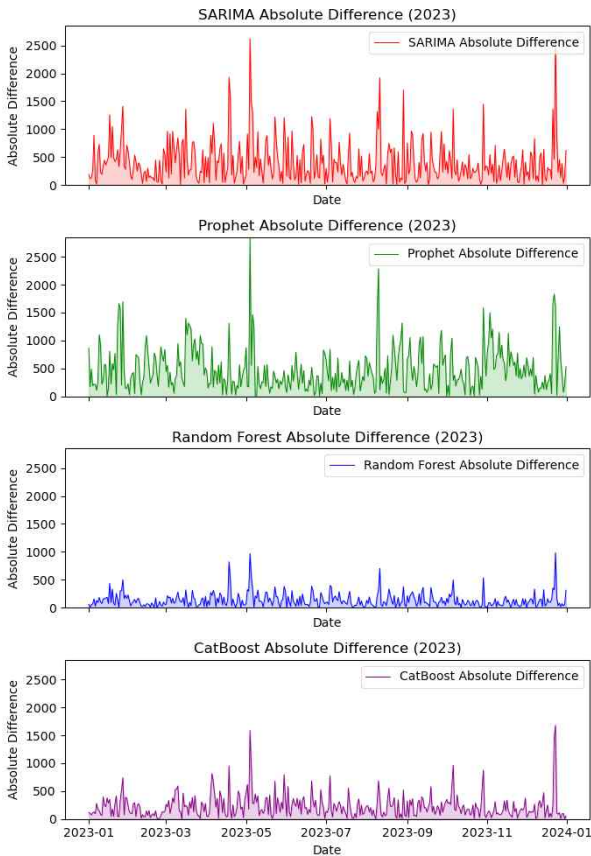 SARIMA Absolute Difference (2023)
2500
2000
1500
1000
500
0
Absolute Difference
SARIMA Absolute Difference
Date
Prophet Absolute Difference (2023)
2500
2000
1500
1000
500
0
Absolute Difference
Prophet Absolute Difference
Date
Random Forest Absolute Difference (2023)
2500
2000
1500
1000
500
0
Absolute Difference
Random Forest Absolute Difference
Date
CatBoost Absolute Difference (2023)
2500
2000
1500
1000
500
0
Absolute Difference
CatBoost Absolute Difference
2023-01 2023-03 2023-05 2023-07 2023-09 2023-11 2024-01
Date